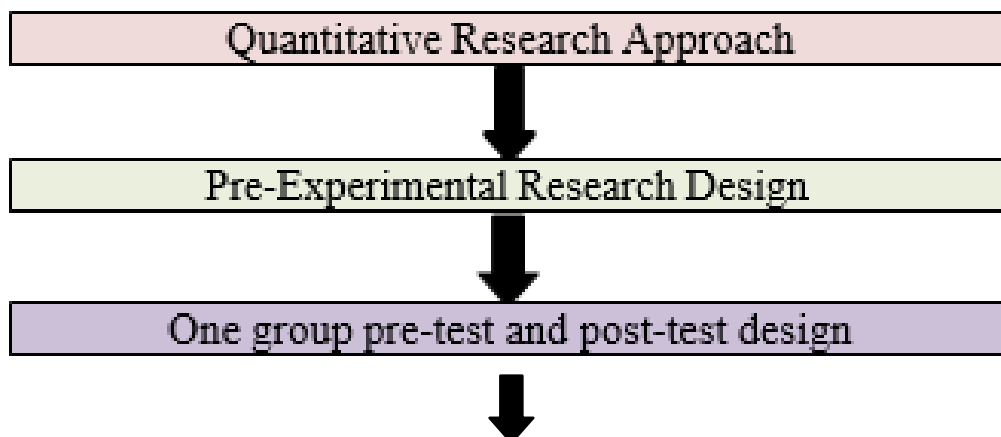 Quantitative Research Approach
Pre-Experimental Research Design
One group pre-test and post-test design